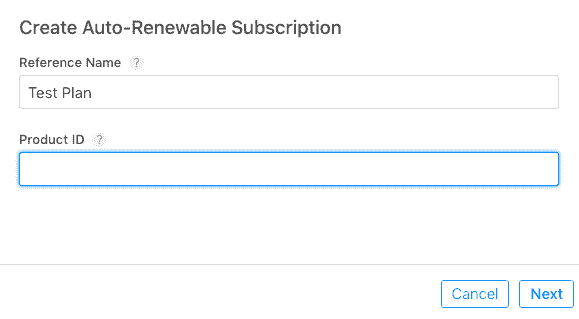 Create Auto-Renewable Subscription
Reference Name ?
Test Plan
Product ID ?
Cancel Next